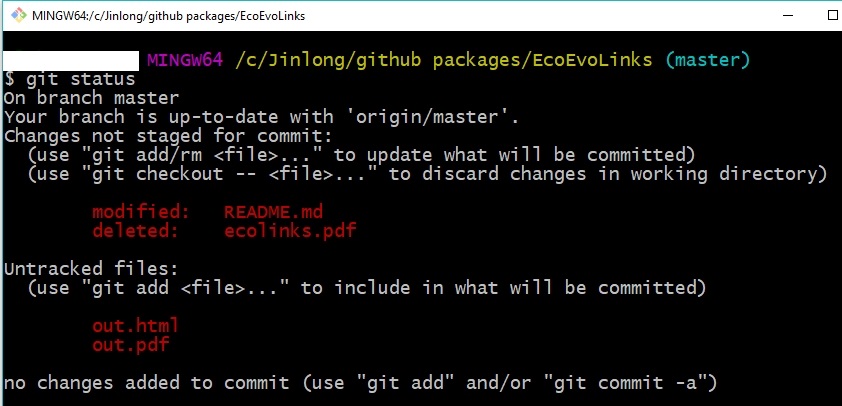 MINGW64:/c/Jinlong/github packages/EcoEvoLinks
MINGW64 /c/Jinlong/github packages/EcoEvoLinks (master)
$ git status
On branch master
Your branch is up-to-date with 'origin/master'.
Changes not staged for commit:
(use "git add/rm <file>..." to update what will be committed)
(use "git checkout -- <file>..." to discard changes in working directory)
modified: README.md
deleted: ecolinks.pdf
Untracked files:
(use "git add <file>..." to include in what will be committed)
out.html
out.pdf
no changes added to commit (use "git add" and/or "git commit -a")